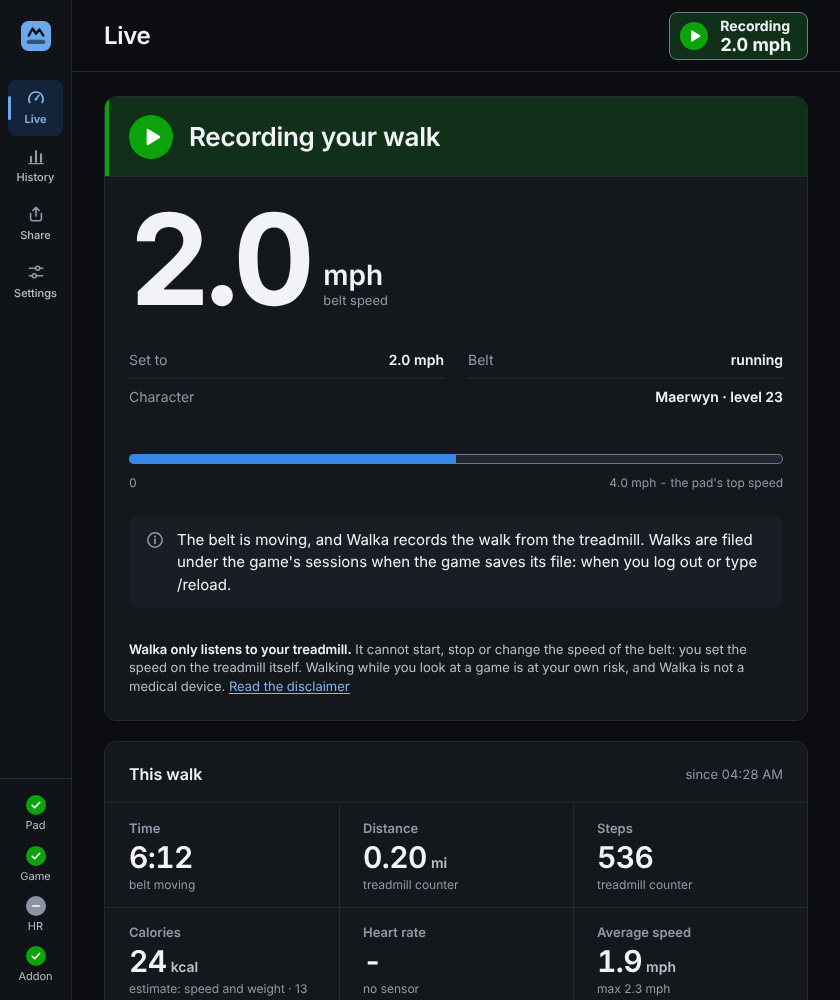 Live
Recording
2.0 mph
Live
History
Share
Settings
Recording your walk
2.0 mph
belt speed
Set to 2.0 mph
Belt running
Character Maerwyn · level 23
0 4.0 mph - the pad's top speed
The belt is moving, and Walka records the walk from the treadmill. Walks are filed
under the game's sessions when the game saves its file: when you log out or type
/reload.
Walka only listens to your treadmill. It cannot start, stop or change the speed of the belt: you set the
speed on the treadmill itself. Walking while you look at a game is at your own risk, and Walka is not a
medical device. Read the disclaimer
This walk since 04:28 AM
Time
6:12
belt moving
Distance
0.20 mi
treadmill counter
Steps
536
treadmill counter
Calories
24 kcal
estimate: speed and weight · 13
Heart rate
-
no sensor
Average speed
1.9 mph
max 2.3 mph
Pad
Game
HR
Addon